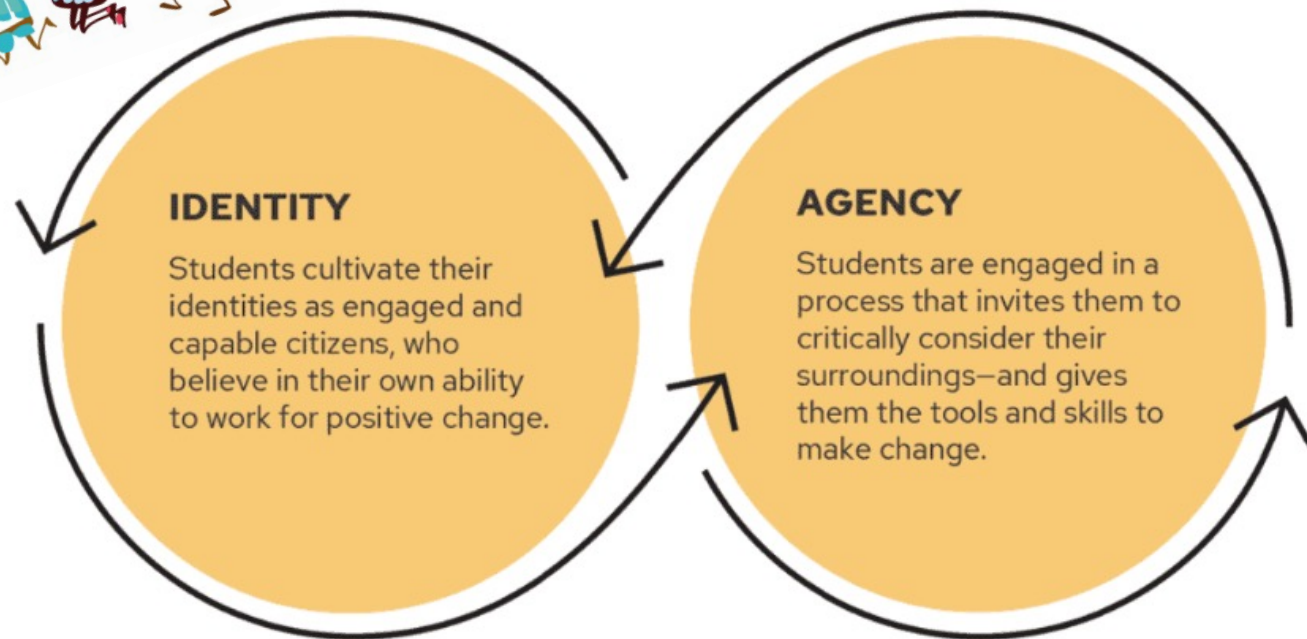 IDENTITY
Students cultivate their
identities as engaged and
capable citizens, who
believe in their own ability
to work for positive change.
AGENCY
Students are engaged in a
process that invites them to
critically consider their
surroundings—and gives
them the tools and skills to
make change.